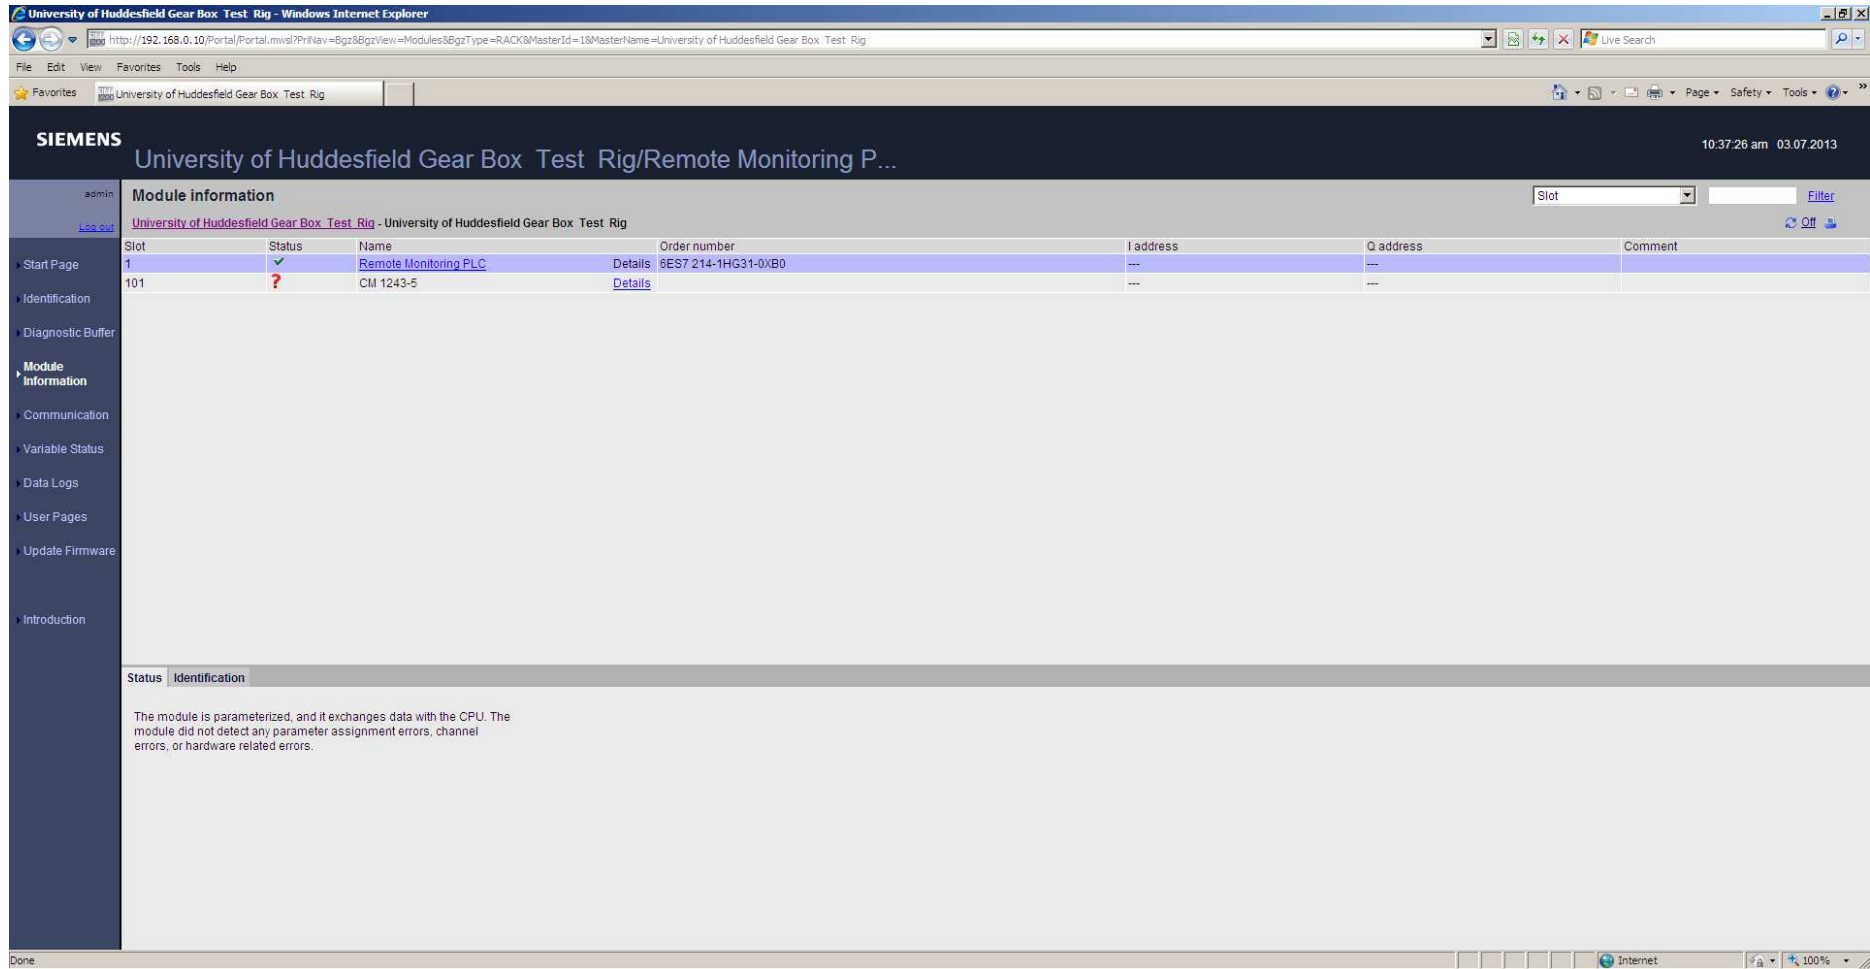 University of Huddesfield Gear Box Test Rig - Windows Internet Explorer
http://192.168.0.10/Portal/Portal.mwsl?PriNav=Bgz&BgzView=Modules&BgzType=RACK&MasterId=1&MasterName=University of Huddesfield Gear Box Test Rig
Live Search
File Edit View Favorites Tools Help
Favorites University of Huddesfield Gear Box Test Rig Page Safety Tools
SIEMENS
University of Huddesfield Gear Box Test Rig/Remote Monitoring P...
10:37:26 am 03.07.2013
admin
Log out
Module information
Slot Filter
University of Huddesfield Gear Box Test Rig - University of Huddesfield Gear Box Test Rig
Off
Slot Status Name Order number I address Q address Comment
1 Remote Monitoring PLC Details 6ES7 214-1HG31-0XB0 --- ---
101 ? CM 1243-5 Details --- ---
Start Page
Identification
Diagnostic Buffer
Module
Information
Communication
Variable Status
Data Logs
User Pages
Update Firmware
Introduction
Status Identification
The module is parameterized, and it exchanges data with the CPU. The
module did not detect any parameter assignment errors, channel
errors, or hardware related errors.
Done Internet 100%